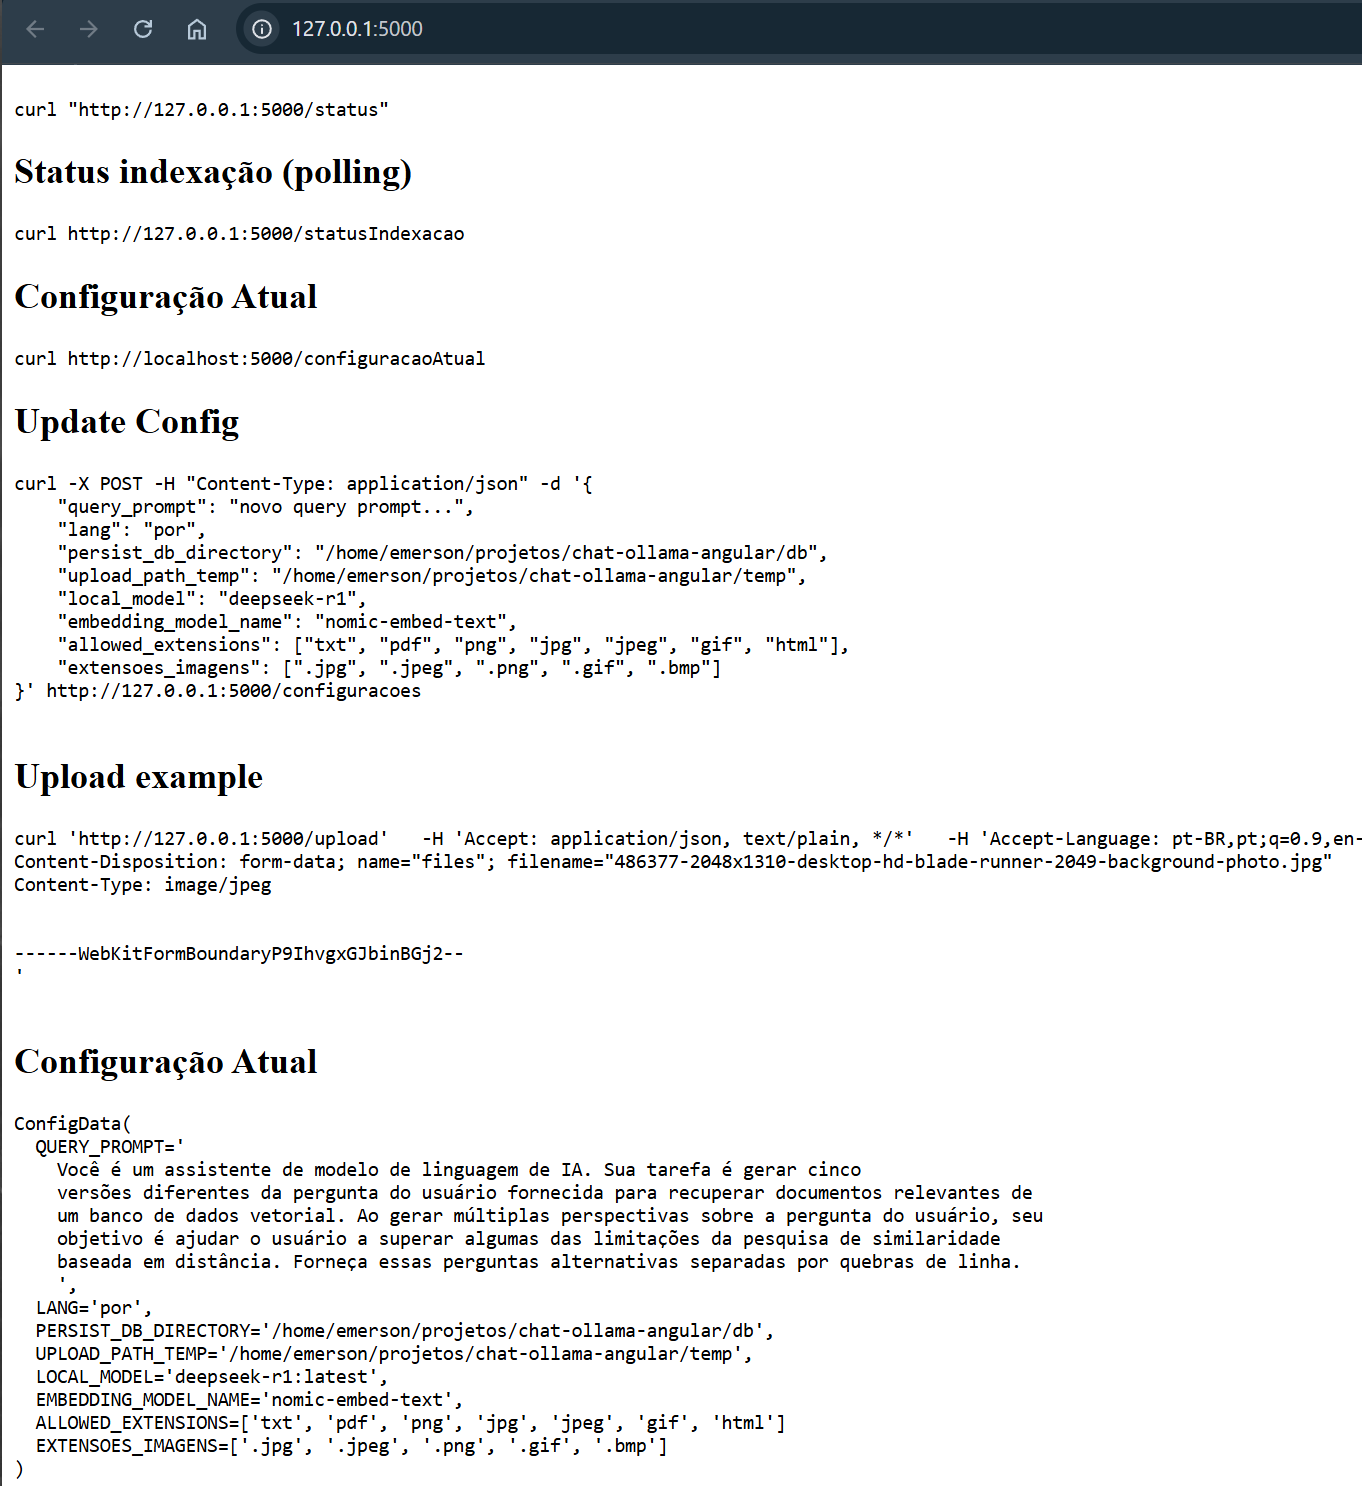 127.0.0.1:5000
curl "http://127.0.0.1:5000/status"
Status indexação (polling)
curl http://127.0.0.1:5000/statusIndexacao
Configuração Atual
curl http://localhost:5000/configuracaoAtual
Update Config
curl -X POST -H "Content-Type: application/json" -d '{
    "query_prompt": "novo query prompt...",
    "lang": "por",
    "persist_db_directory": "/home/emerson/projetos/chat-ollama-angular/db",
    "upload_path_temp": "/home/emerson/projetos/chat-ollama-angular/temp",
    "local_model": "deepseek-r1",
    "embedding_model_name": "nomic-embed-text",
    "allowed_extensions": ["txt", "pdf", "png", "jpg", "jpeg", "gif", "html"],
    "extensoes_imagens": [".jpg", ".jpeg", ".png", ".gif", ".bmp"]
}' http://127.0.0.1:5000/configuracoes
Upload example
curl 'http://127.0.0.1:5000/upload'   -H 'Accept: application/json, text/plain, */*'   -H 'Accept-Language: pt-BR,pt;q=0.9,en-
Content-Disposition: form-data; name="files"; filename="486377-2048x1310-desktop-hd-blade-runner-2049-background-photo.jpg"
Content-Type: image/jpeg
------WebKitFormBoundaryP9IhvgxGJbinBGj2--
'
Configuração Atual
ConfigData(
  QUERY_PROMPT='
    Você é um assistente de modelo de linguagem de IA. Sua tarefa é gerar cinco
    versões diferentes da pergunta do usuário fornecida para recuperar documentos relevantes de
    um banco de dados vetorial. Ao gerar múltiplas perspectivas sobre a pergunta do usuário, seu
    objetivo é ajudar o usuário a superar algumas das limitações da pesquisa de similaridade
    baseada em distância. Forneça essas perguntas alternativas separadas por quebras de linha.
    ',
  LANG='por',
  PERSIST_DB_DIRECTORY='/home/emerson/projetos/chat-ollama-angular/db',
  UPLOAD_PATH_TEMP='/home/emerson/projetos/chat-ollama-angular/temp',
  LOCAL_MODEL='deepseek-r1:latest',
  EMBEDDING_MODEL_NAME='nomic-embed-text',
  ALLOWED_EXTENSIONS=['txt', 'pdf', 'png', 'jpg', 'jpeg', 'gif', 'html']
  EXTENSOES_IMAGENS=['.jpg', '.jpeg', '.png', '.gif', '.bmp']
)